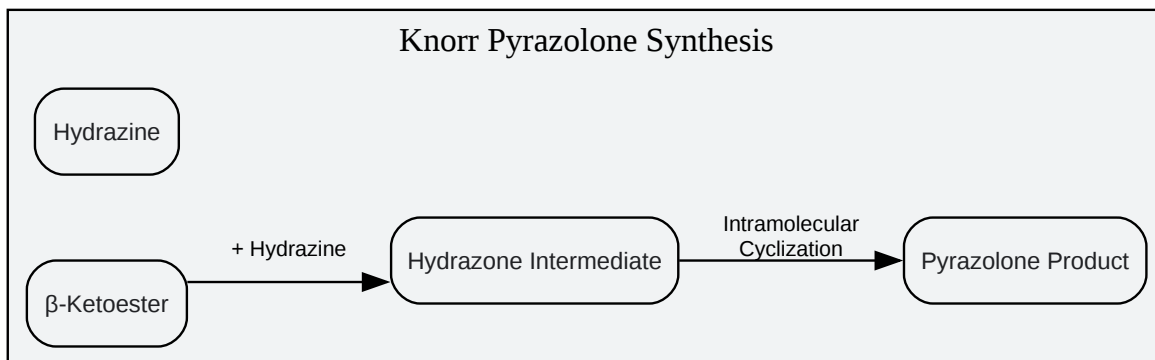 Knorr Pyrazolone Synthesis
Hydrazine
β-Ketoester
+ Hydrazine
Hydrazone Intermediate
Intramolecular
Cyclization
Pyrazolone Product